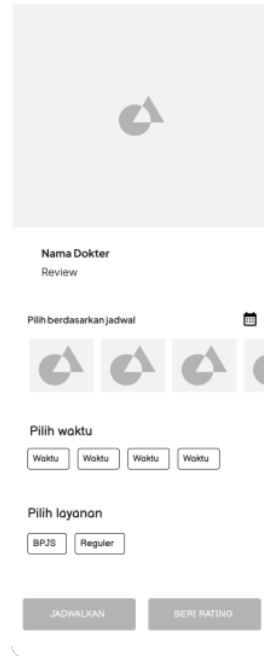 Nama Dokter
Review
Pilih berdasarkan jadwal
Pilih waktu
Waktu Waktu Waktu Waktu
Pilih layanan
BPJS Reguler
JADWALKAN BERI RATING